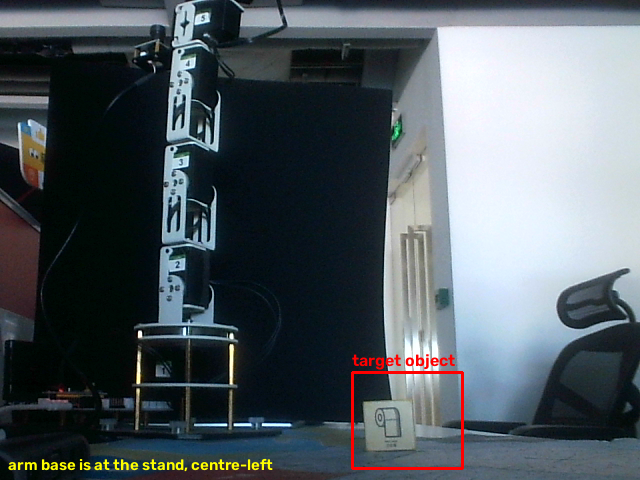 5
4
3
2
1
target object
arm base is at the stand, centre-left